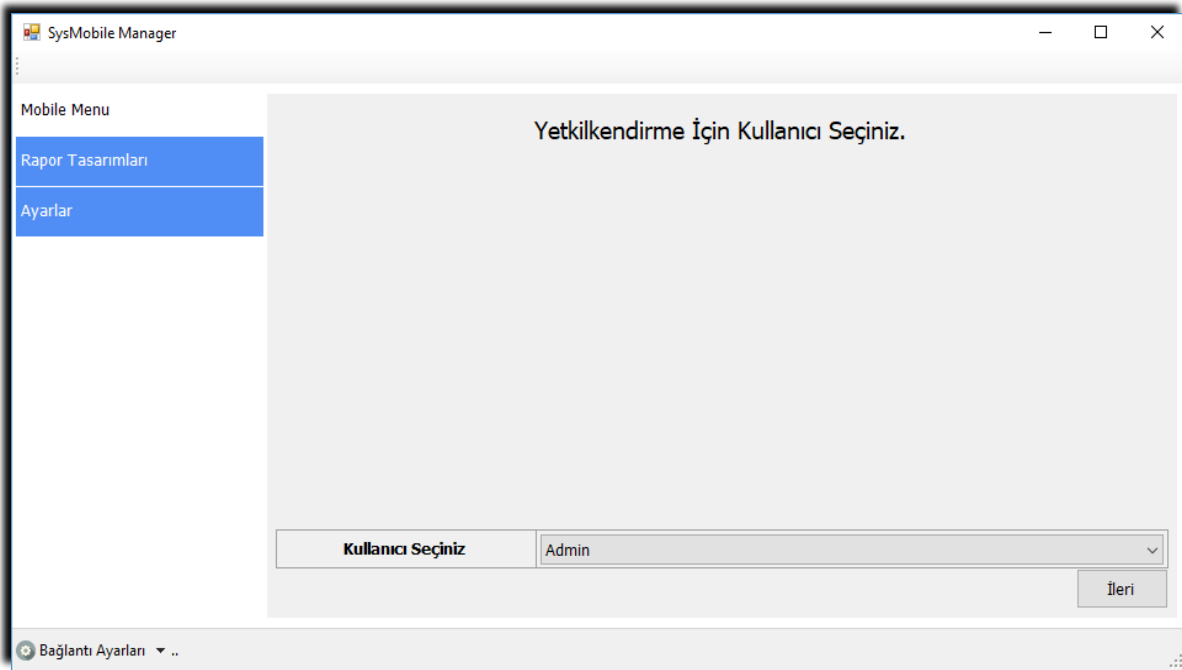 SysMobile Manager
Mobile Menu
Rapor Tasarımları
Ayarlar
Yetkilkendirme İçin Kullanıcı Seçiniz.
Kullanıcı Seçiniz
Admin
İleri
Bağlantı Ayarları ..